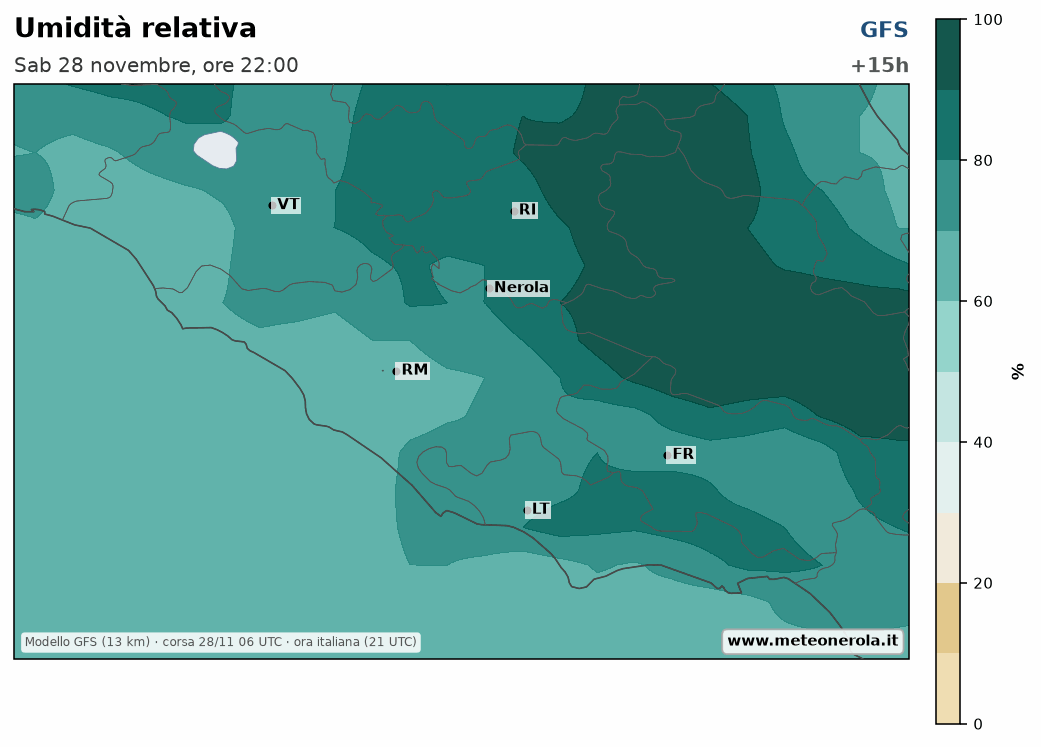 Umidità relativa
GFS
Sab 28 novembre, ore 22:00
+15h
100
80
60
40
20
0
%
VT
RI
Nerola
RM
FR
LT
Modello GFS (13 km) · corsa 28/11 06 UTC · ora italiana (21 UTC)
www.meteonerola.it